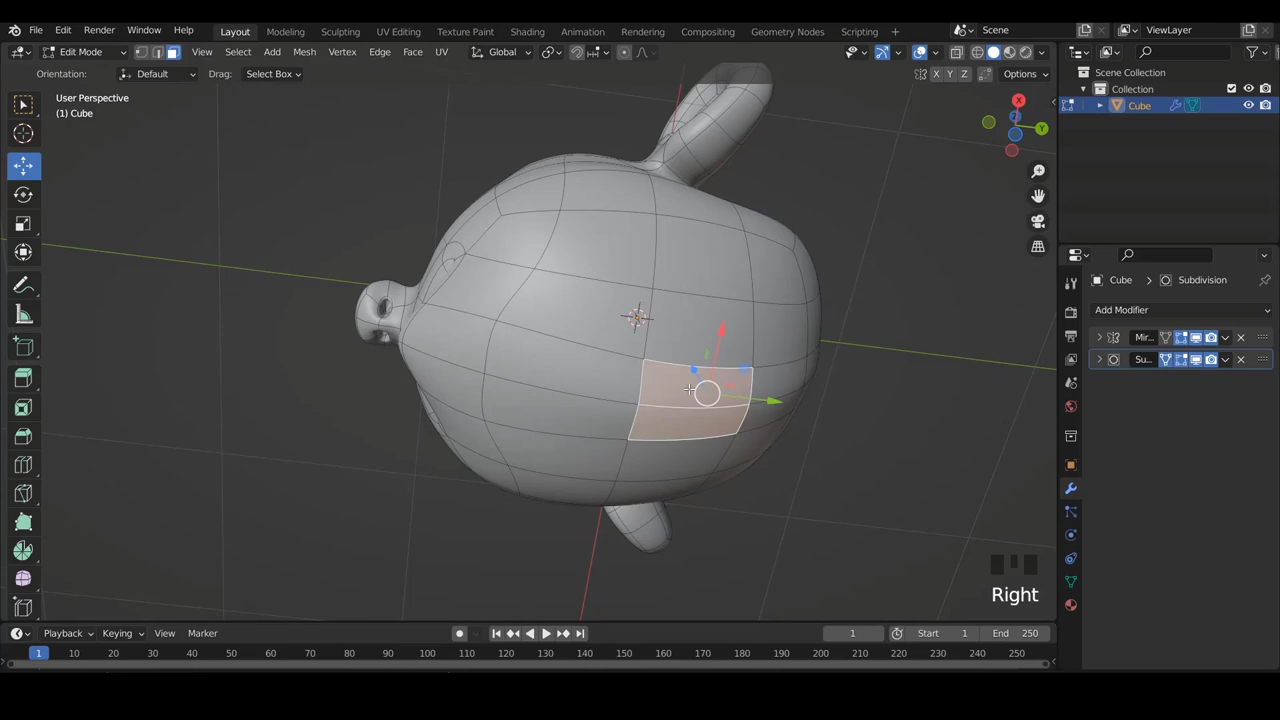 File Edit Render Window Help Layout Modeling Sculpting UV Editing Texture Paint Shading Animation Rendering Compositing Geometry Nodes Scripting Scene ViewLayer
Edit Mode View Select Add Mesh Vertex Edge Face UV Global
Orientation: Default Drag: Select Box X Y Z Options
User Perspective
(1) Cube
Scene Collection
Collection
Cube
X
Y
Z
Cube > Subdivision
Add Modifier
Mir...
Su...
Right
Playback Keying View Marker 1 Start 1 End 250
1 10 20 30 40 50 60 70 80 90 100 110 120 130 140 150 160 170 180 190 200 210 220 230 240 250